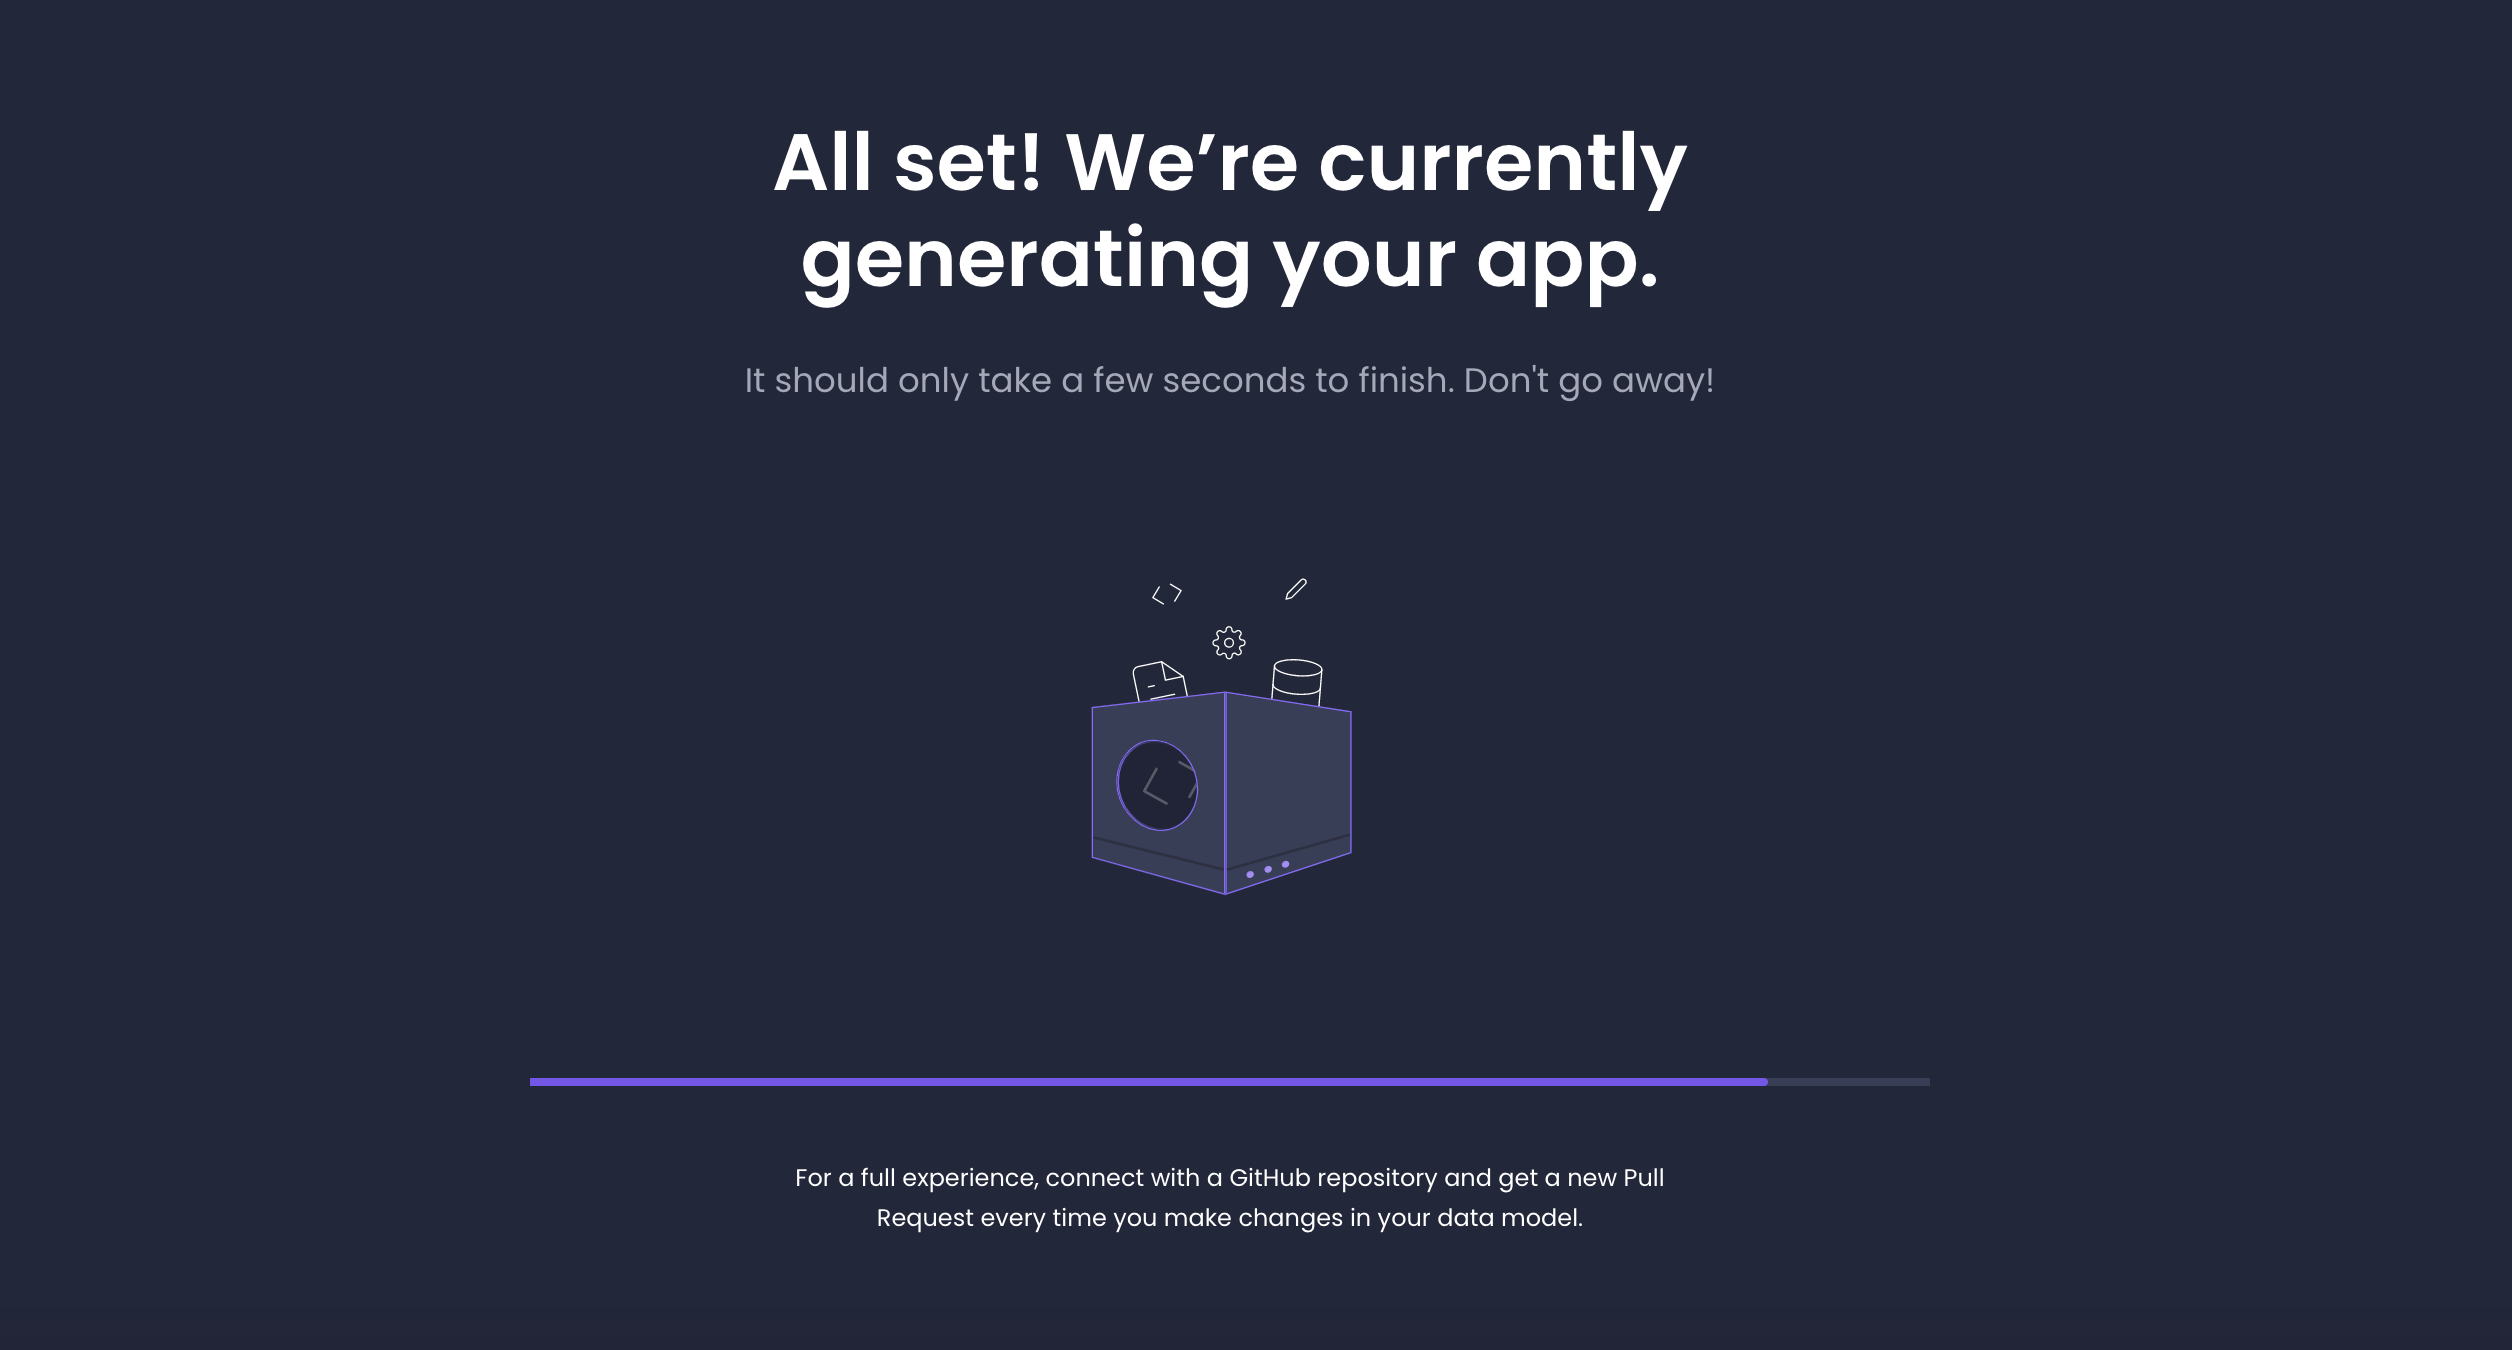 All set! We’re currently
generating your app.
It should only take a few seconds to finish. Don't go away!
For a full experience, connect with a GitHub repository and get a new Pull
Request every time you make changes in your data model.